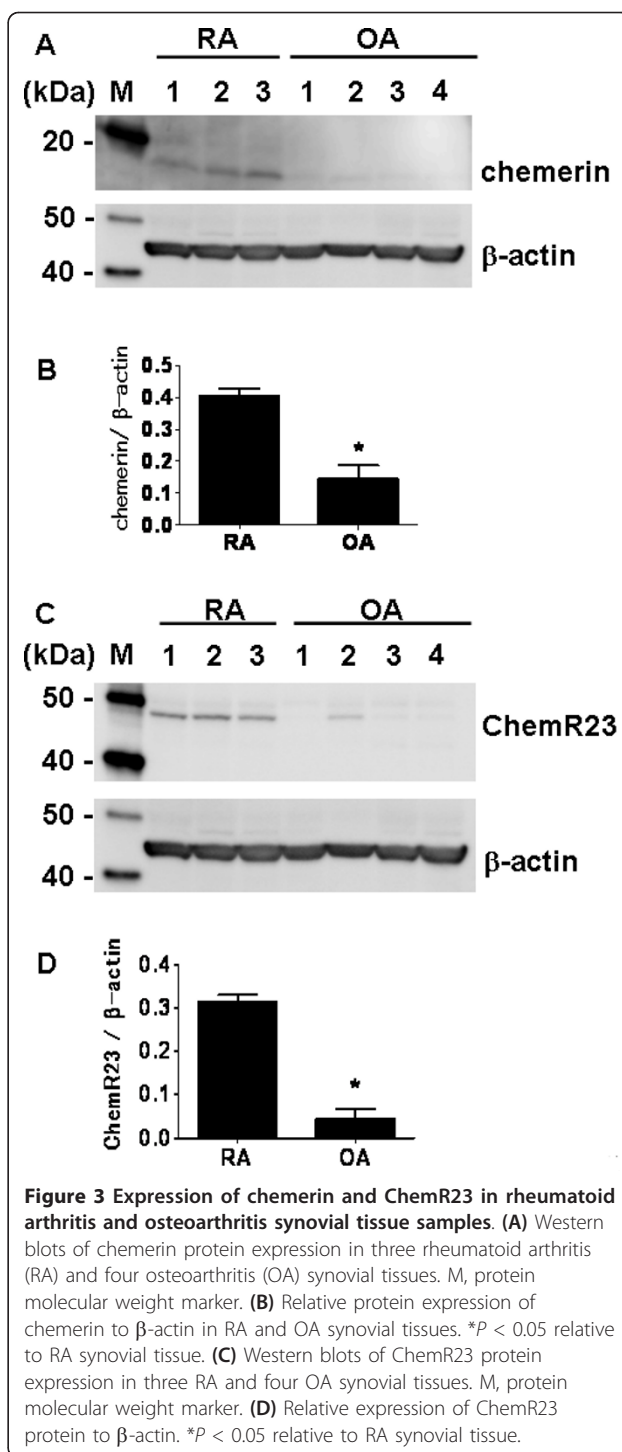 A
RA OA
(kDa) M 1 2 3 1 2 3 4
20 -
chemerin
50 -
β-actin
40 -
B
chemerin/ β-actin
0.5
0.4
0.3
0.2
0.1
0.0
*
RA OA
C
RA OA
(kDa) M 1 2 3 1 2 3 4
50 -
ChemR23
40 -
50 -
β-actin
40 -
D
ChemR23 / β-actin
0.4
0.3
0.2
0.1
0.0
*
RA OA
Figure 3 Expression of chemerin and ChemR23 in rheumatoid
arthritis and osteoarthritis synovial tissue samples. (A) Western
blots of chemerin protein expression in three rheumatoid arthritis
(RA) and four osteoarthritis (OA) synovial tissues. M, protein
molecular weight marker. (B) Relative protein expression of
chemerin to β-actin in RA and OA synovial tissues. *P < 0.05 relative
to RA synovial tissue. (C) Western blots of ChemR23 protein
expression in three RA and four OA synovial tissues. M, protein
molecular weight marker. (D) Relative expression of ChemR23
protein to β-actin. *P < 0.05 relative to RA synovial tissue.